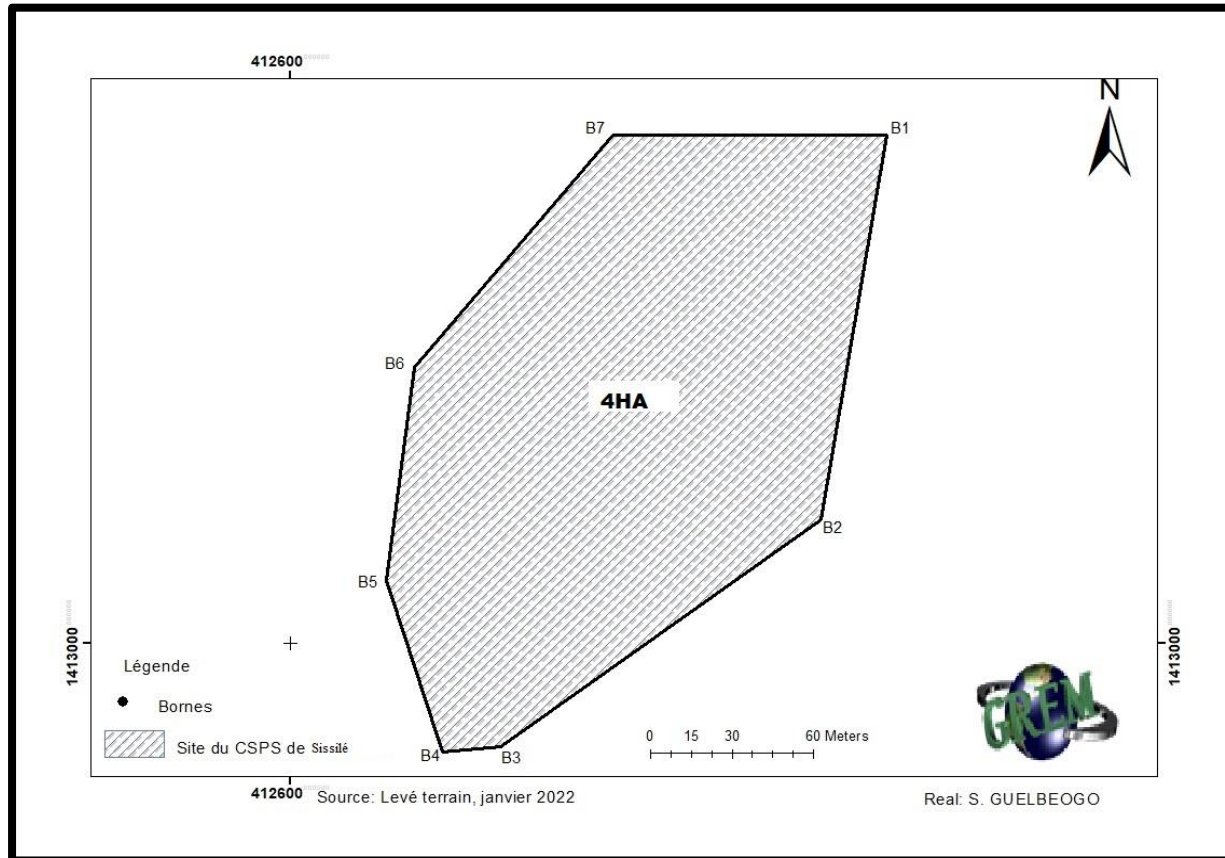 412600
N
B7
B1
B6
4HA
B2
B5
1413000
1413000
Légende
Bornes
Site du CSPS de Sissilé
B4
B3
0 15 30 60 Meters
GREM
412600
Source: Levé terrain, janvier 2022
Real: S. GUELBEOGO